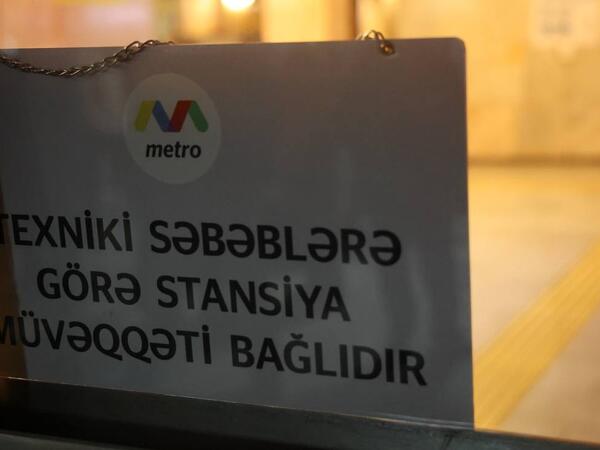 metro
TEXNİKİ SƏBƏBLƏRƏ
GÖRƏ STANSİYA
MÜVƏQQƏTİ BAĞLIDIR